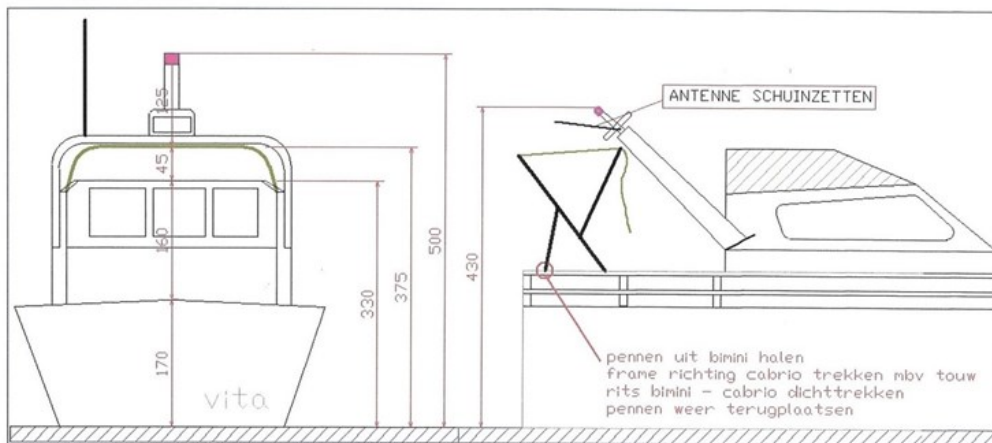 125
45
160
170
330
375
500
vita
430
ANTENNE SCHUINZETTEN
pennen uit bimini halen
frame richting cabrio trekken mbv touw
rits bimini - cabrio dichttrekken
pennen weer terugplaatsen